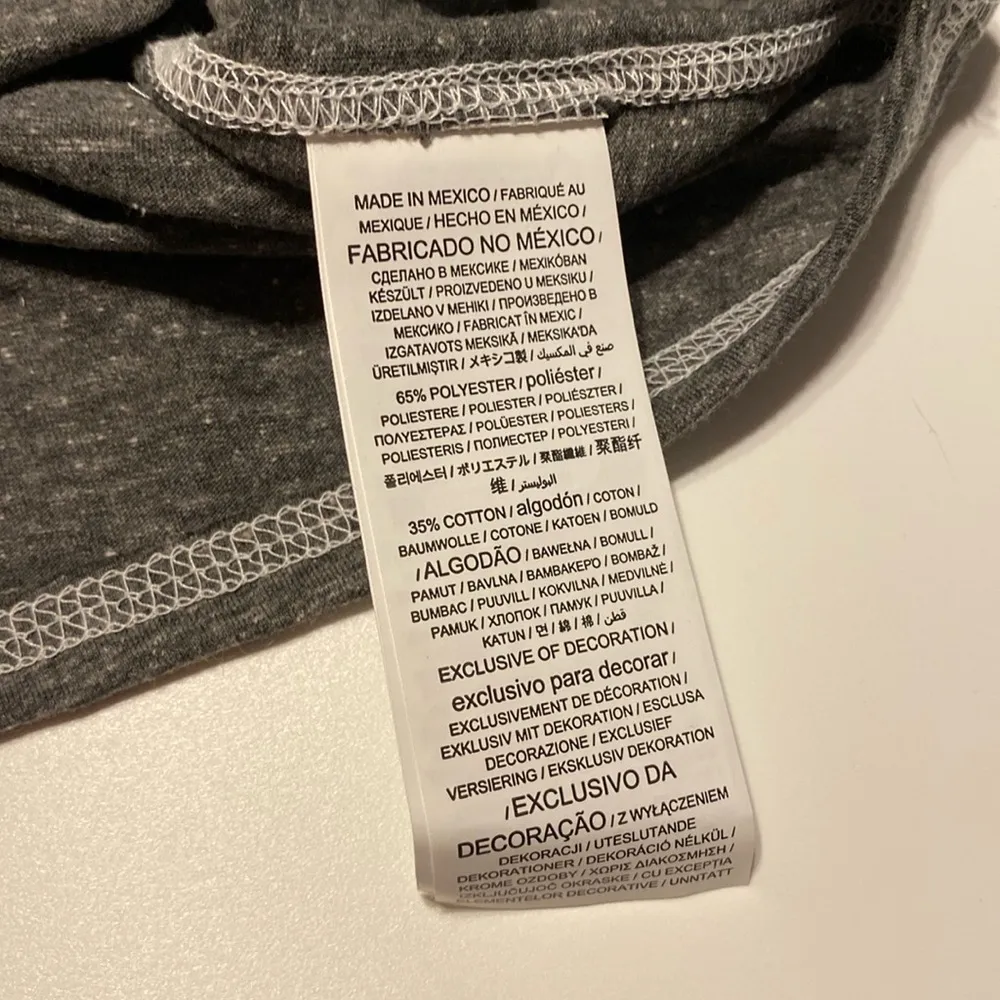 MADE IN MEXICO / FABRIQUÉ AU
MEXIQUE / HECHO EN MÉXICO /
FABRICADO NO MÉXICO /
СДЕЛАНО В МЕКСИКЕ / MEXIKÓBAN
KÉSZÜLT / PROIZVEDENO U MEKSIKU /
IZDELANO V MEHIKI / ПРОИЗВЕДЕНО В
МЕКСИКО / FABRICAT ÎN MEXIC /
IZGATAVOTS MEKSIKĀ / MEKSIKA'DA
ÜRETILMIŞTIR / メキシコ製 / صنع في المكسيك
65% POLYESTER / poliéster /
POLIESTERE / POLIESTER / POLIÉSZTER /
ΠΟΛΥΕΣΤΕΡΑΣ / POLÜESTER / POLIESTERS /
POLIESTERIS / ПОЛИЕСТЕР / POLYESTERI /
폴리에스터 / ポリエステル / 聚酯纖維 / 聚酯纤
维 / البوليستر
35% COTTON / algodón / COTON /
BAUMWOLLE / COTONE / KATOEN / BOMULD
/ ALGODÃO / BAWEŁNA / BOMULL /
PAMUT / BAVLNA / ΒΑΜΒΑΚΕΡΌ / BOMBAŽ /
BUMBAC / PUUVILL / KOKVILNA / MEDVILNĖ /
PAMUK / ХЛОПОК / ПАМУК / PUUVILLA /
KATUN / 면 / 綿 / 棉 / قطن
EXCLUSIVE OF DECORATION /
exclusivo para decorar /
EXCLUSIVEMENT DE DÉCORATION /
EXKLUSIV MIT DEKORATION / ESCLUSA
DECORAZIONE / EXCLUSIEF
VERSIERING / EKSKLUSIV DEKORATION
/ EXCLUSIVO DA
DECORAÇÃO / Z WYŁĄCZENIEM
DEKORACJI / UTESLUTANDE
DEKORATIONER / DEKORÁCIÓ NÉLKÜL /
KROME OZDOBY / ΧΩΡΙΣ ΔΙΑΚΟΣΜΗΣΗ /
IZKLJUČUJOČ OKRASKE / CU EXCEPȚIA
ELEMENTELOR DECORATIVE / UNNTATT